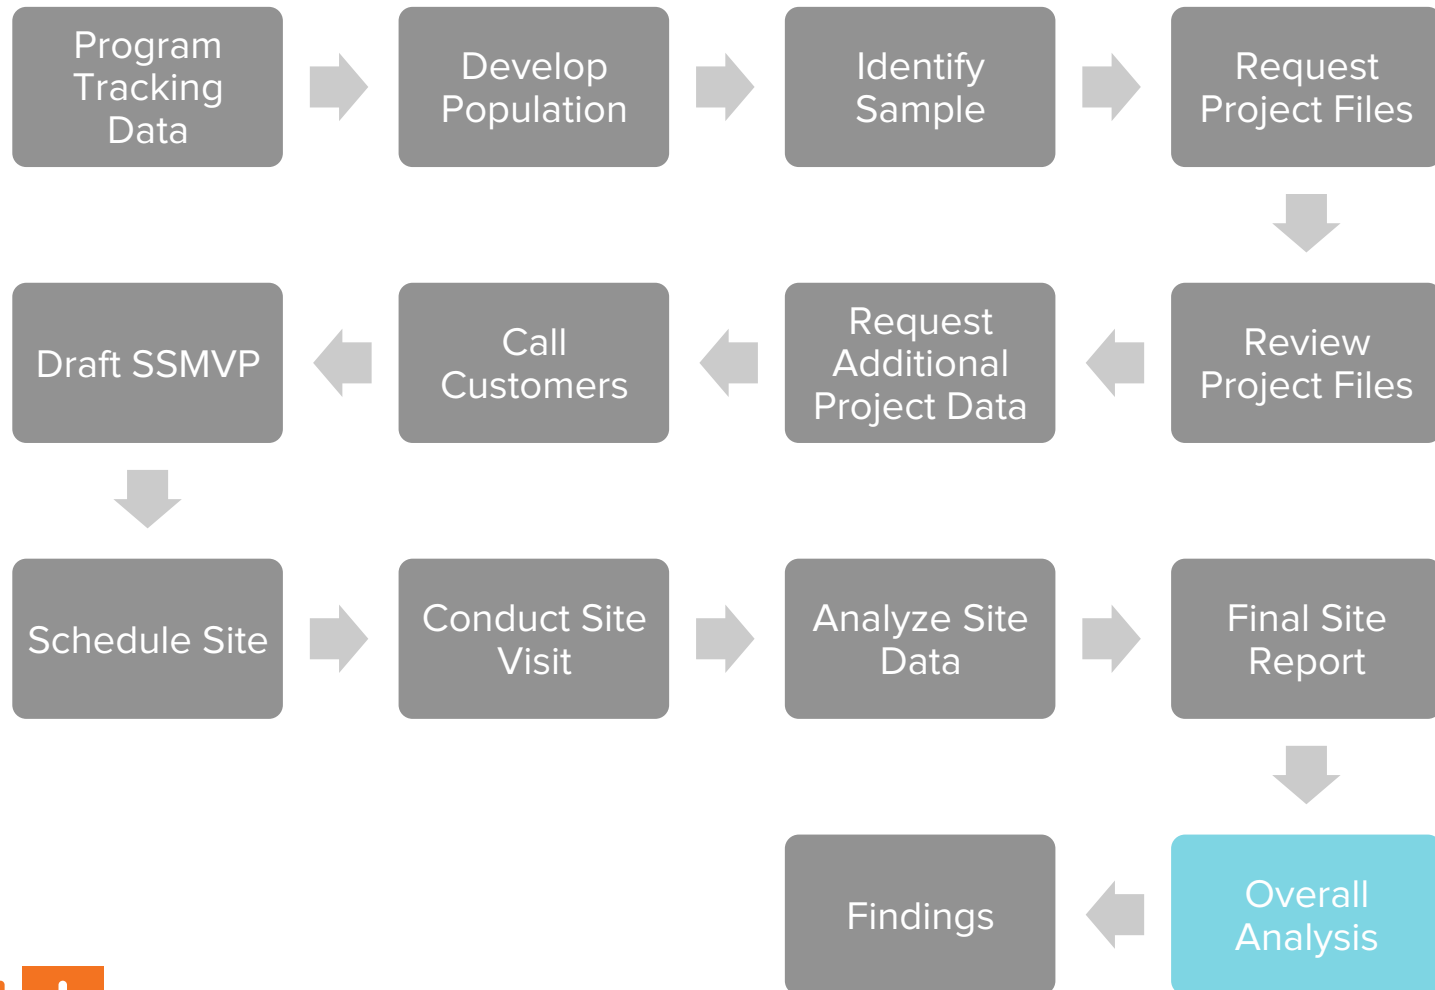 Program
Tracking
Data
Develop
Population
Identify
Sample
Request
Project Files
Review
Project Files
Request
Additional
Project Data
Call
Customers
Draft SSMVP
Schedule Site
Conduct Site
Visit
Analyze Site
Data
Final Site
Report
Overall
Analysis
Findings